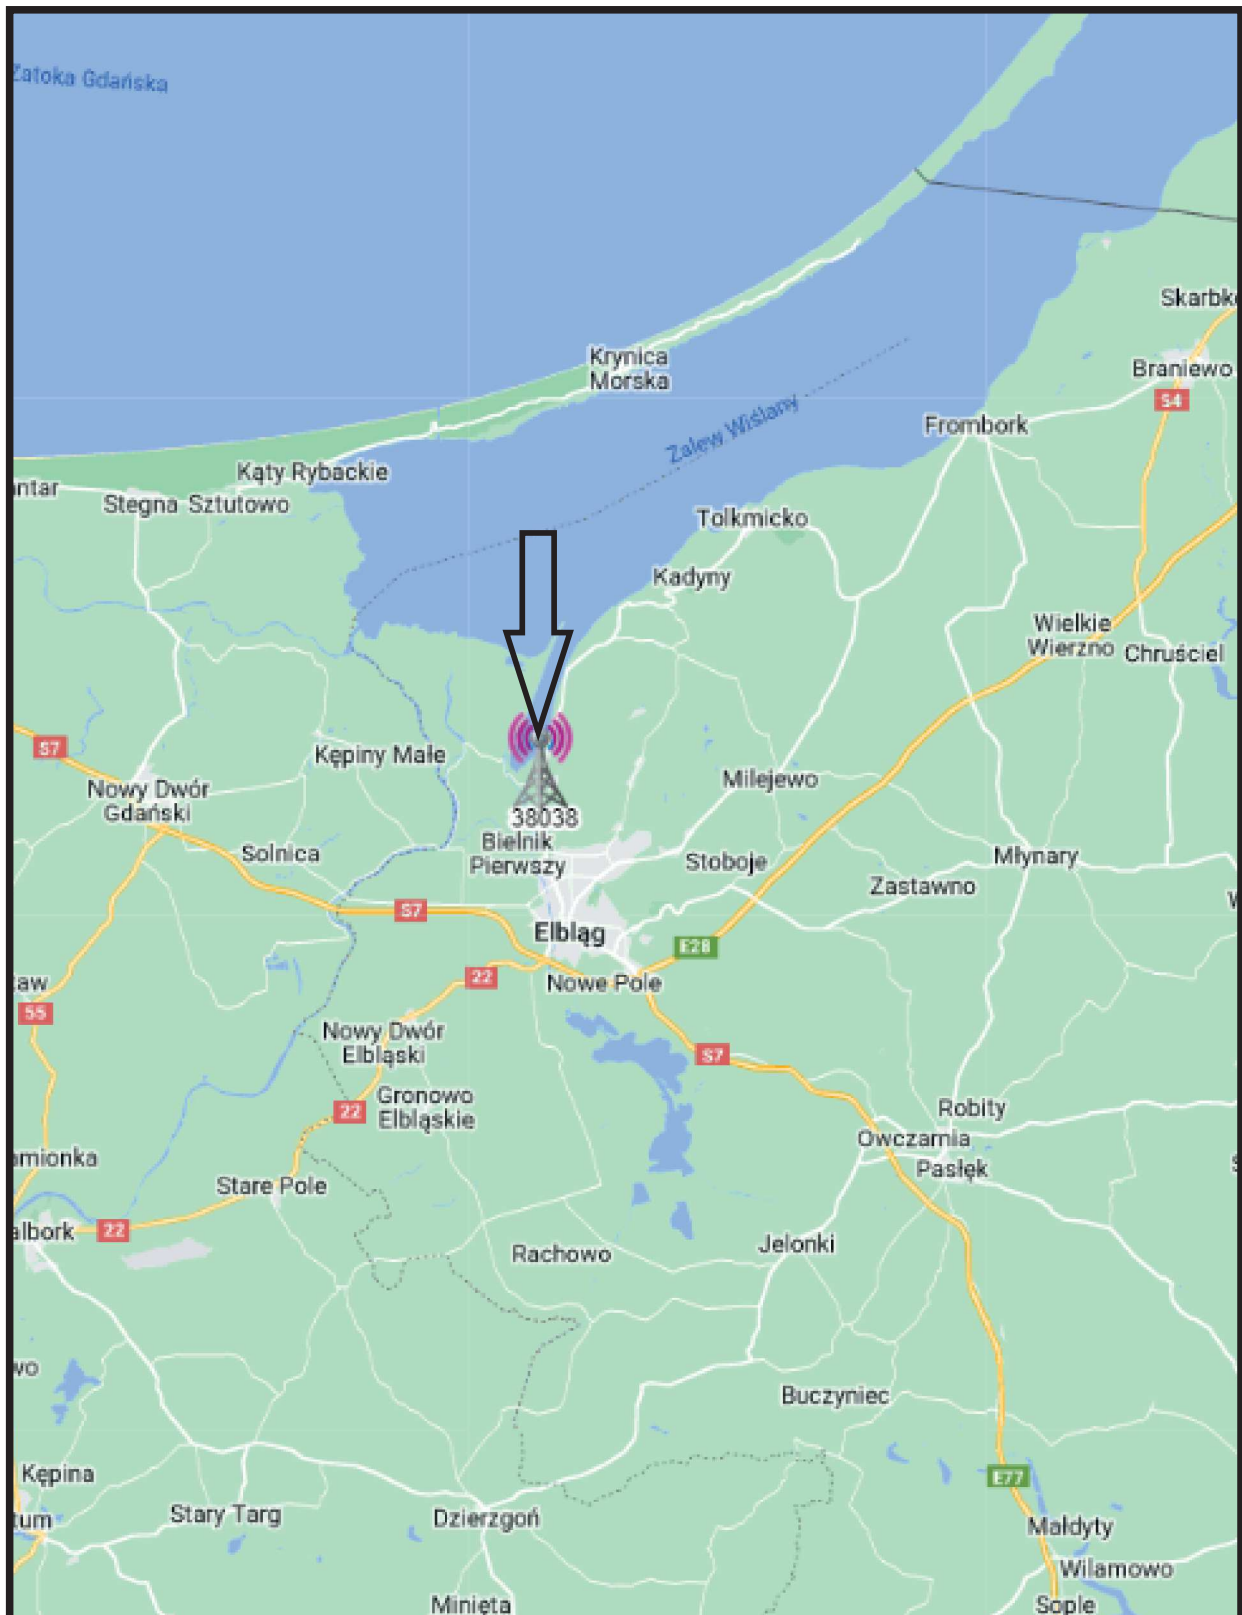 Zatoka Gdańska
Skarbk
Krynica
Morska
Braniewo
S4
Zalew Wiślany
Frombork
Kąty Rybackie
ntar
Stegna Sztutowo
Tolkmicko
Kadyny
Wielkie
Wierzno
Chruściel
S7
Kępiny Małe
Milejewo
Nowy Dwór
Gdański
38038
Bielnik
Pierwszy
Solnica
Stoboje
Młynary
Zastawno
S7
Elbląg
E28
22
Nowe Pole
aw
55
Nowy Dwór
Elbląski
S7
Gronowo
Elbląskie
22
Robity
Owczarnia
Pasłęk
amionka
Stare Pole
albork
22
Jelonki
Rachowo
wo
Buczyniec
Kępina
E77
Stary Targ
Dzierzgoń
tum
Małdyty
Wilamowo
Minięta
Sople